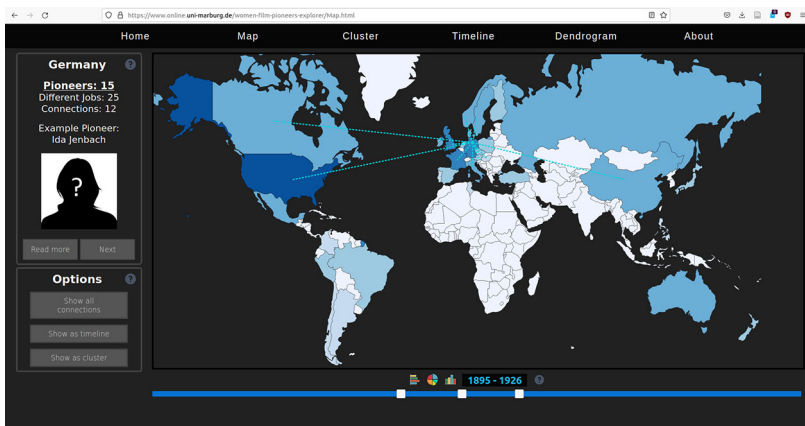 https://www.online.uni-marburg.de/women-film-pioneers-explorer/Map.html
Home Map Cluster Timeline Dendrogram About
Germany ?
Pioneers: 15
Different Jobs: 25
Connections: 12
Example Pioneer:
Ida Jenbach
?
Read more Next
Options ?
Show all
connections
Show as timeline
Show as cluster
1895 - 1926 ?